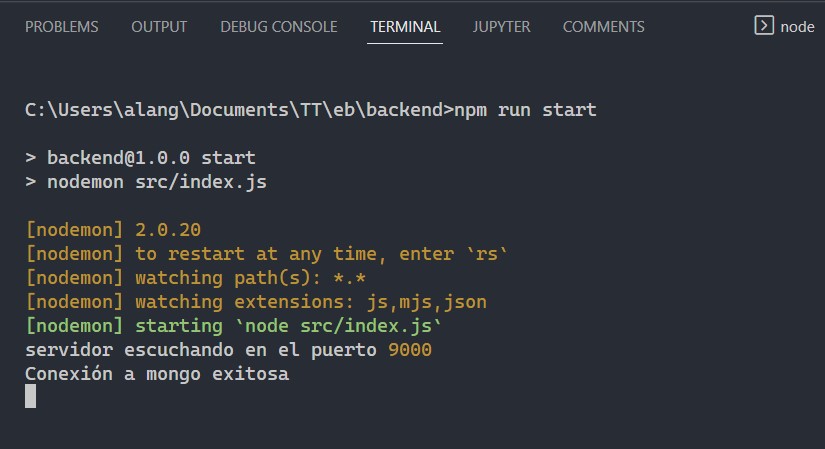 PROBLEMS OUTPUT DEBUG CONSOLE TERMINAL JUPYTER COMMENTS node
C:\Users\alang\Documents\TT\eb\backend>npm run start
> backend@1.0.0 start
> nodemon src/index.js
[nodemon] 2.0.20
[nodemon] to restart at any time, enter `rs`
[nodemon] watching path(s): *.*
[nodemon] watching extensions: js,mjs,json
[nodemon] starting `node src/index.js`
servidor escuchando en el puerto 9000
Conexión a mongo exitosa